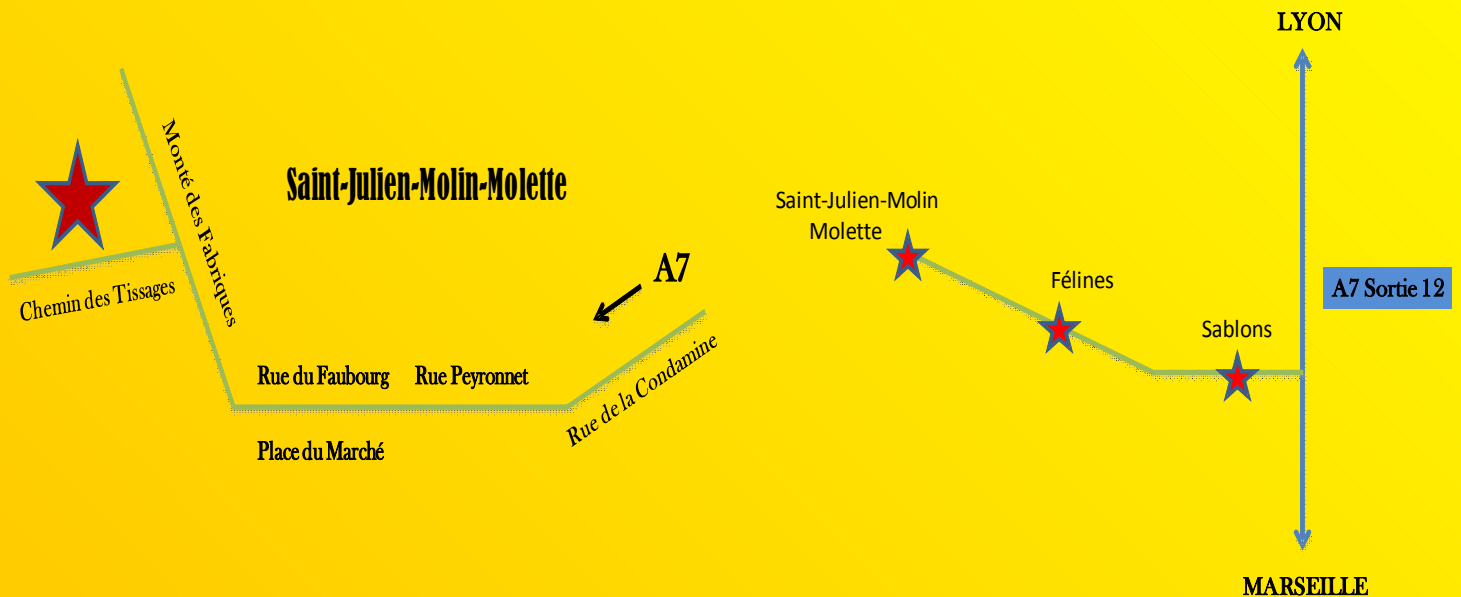 LYON
Monté des Fabriques
Saint-Julien-Molin-Molette
Saint-Julien-Molin
Molette
A7
Félines
A7 Sortie 12
Chemin des Tissages
Sablons
Rue du Faubourg
Rue Peyronnet
Rue de la Condamine
Place du Marché
MARSEILLE